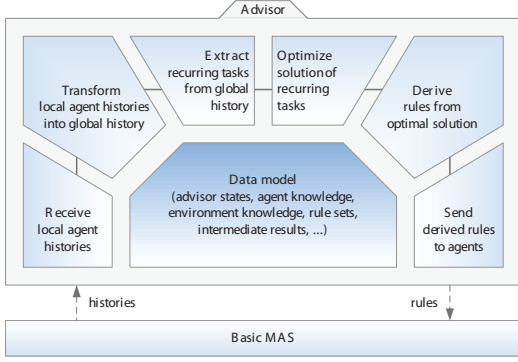 Advisor
Transform
local agent histories
into global history
Extract
recurring tasks
from global
history
Optimize
solution of
recurring
tasks
Derive
rules from
optimal solution
Receive
local agent
histories
Data model
(advisor states, agent knowledge,
environment knowledge, rule sets,
intermediate results, ...)
Send
derived rules
to agents
histories
rules
Basic MAS